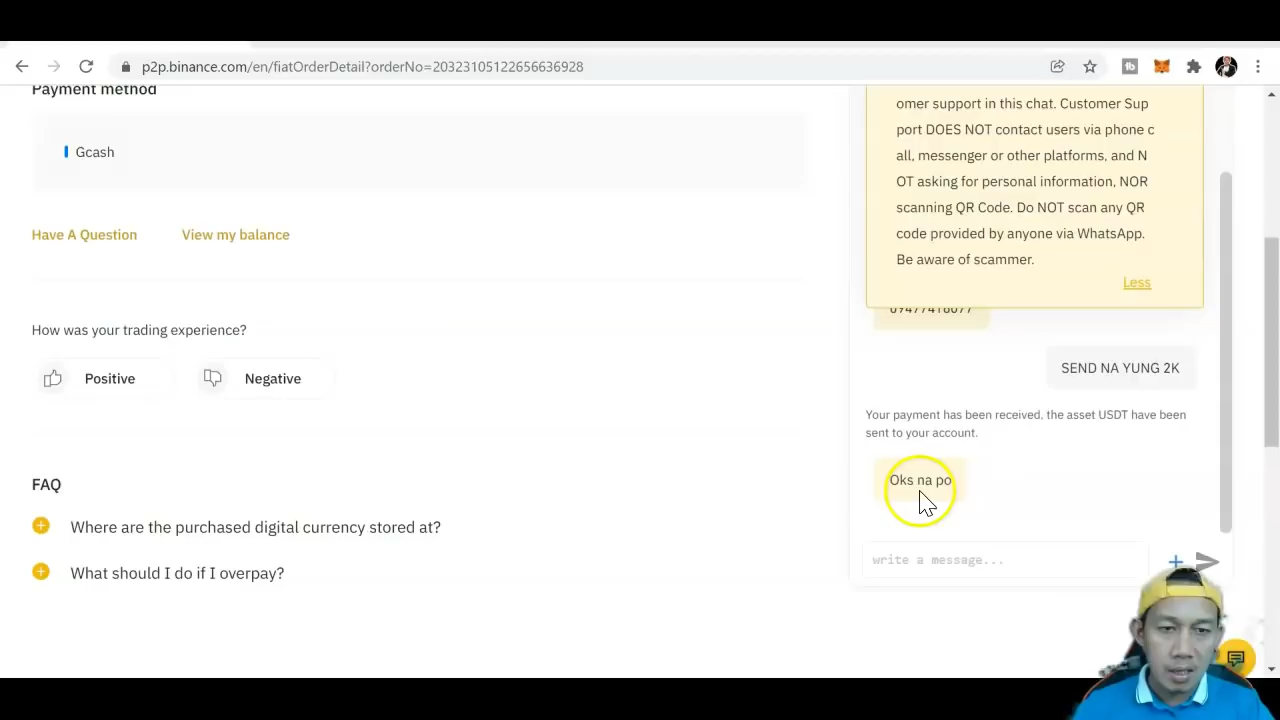 p2p.binance.com/en/fiatOrderDetail?orderNo=20323105122656636928
Payment method
Gcash
Have A Question
View my balance
How was your trading experience?
Positive
Negative
FAQ
Where are the purchased digital currency stored at?
What should I do if I overpay?
omer support in this chat. Customer Sup
port DOES NOT contact users via phone c
all, messenger or other platforms, and N
OT asking for personal information, NOR
scanning QR Code. Do NOT scan any QR
code provided by anyone via WhatsApp.
Be aware of scammer.
Less
SEND NA YUNG 2K
Your payment has been received, the asset USDT have been
sent to your account.
Oks na po
write a message...